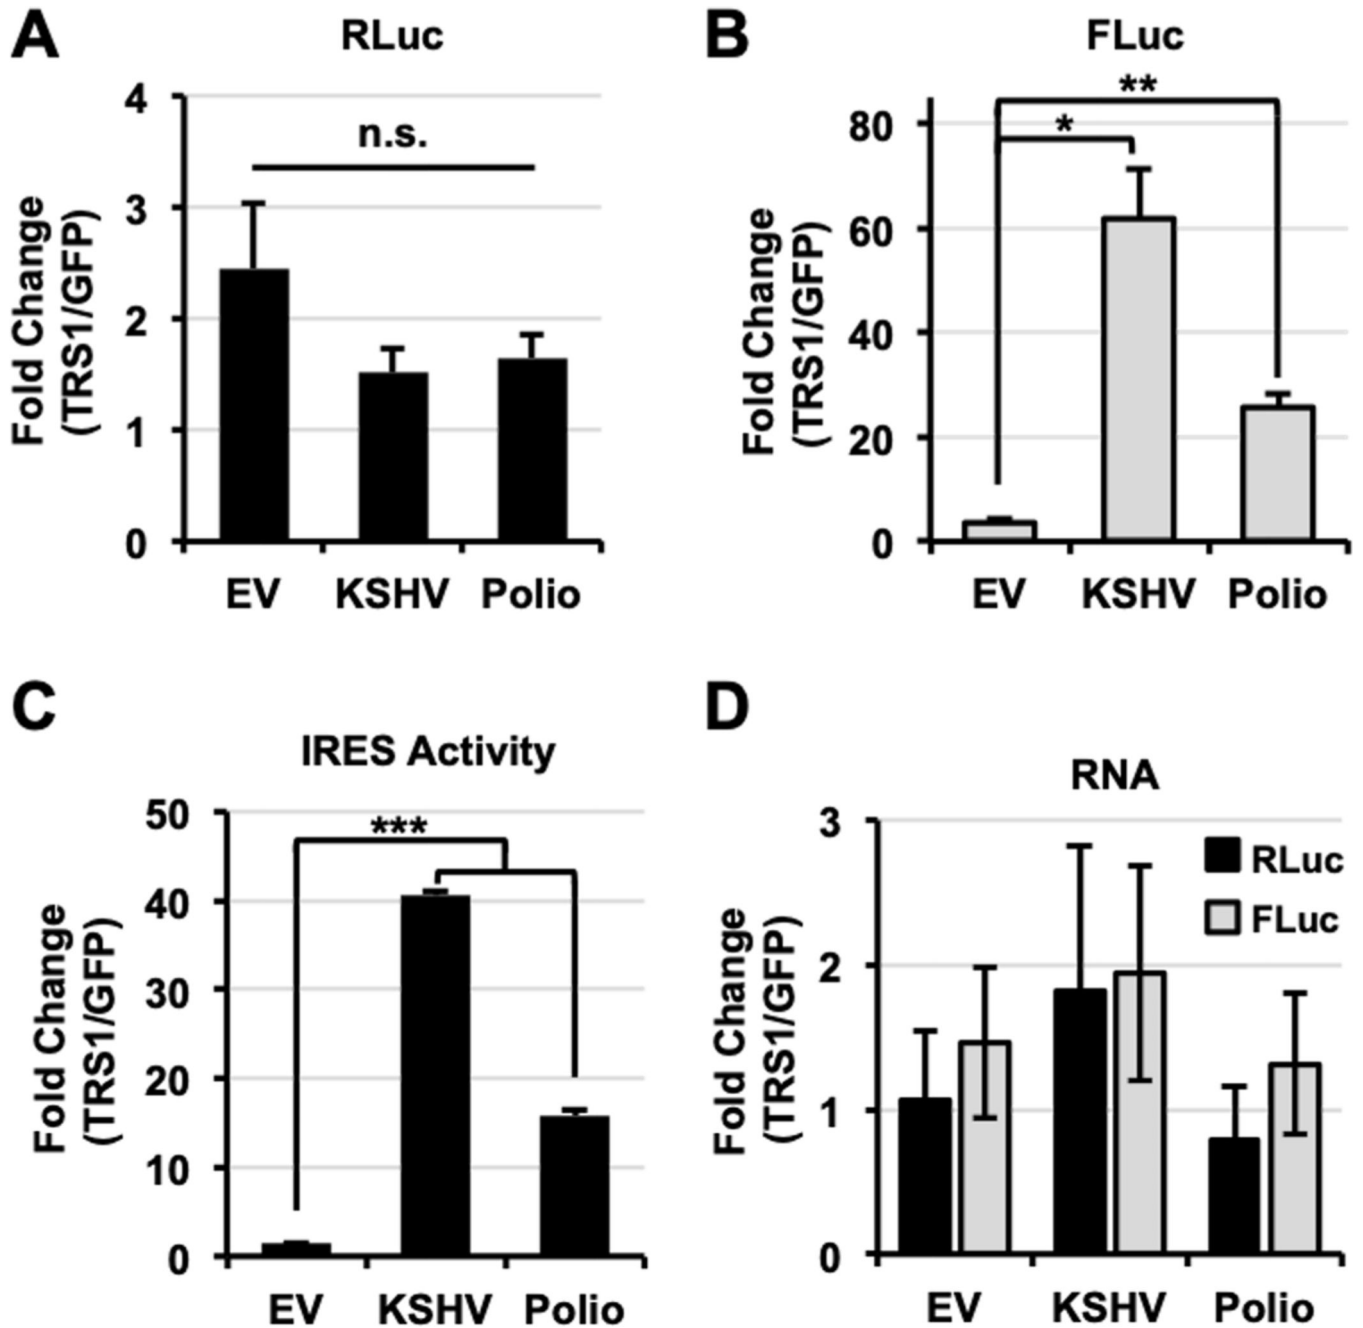 A
RLuc
Fold Change
(TRS1/GFP)
4
3
2
1
0
n.s.
EV KSHV Polio
B
FLuc
Fold Change
(TRS1/GFP)
80
60
40
20
0
**
*
EV KSHV Polio
C
IRES Activity
Fold Change
(TRS1/GFP)
50
40
30
20
10
0
***
EV KSHV Polio
D
RNA
Fold Change
(TRS1/GFP)
3
2
1
0
RLuc
FLuc
EV KSHV Polio